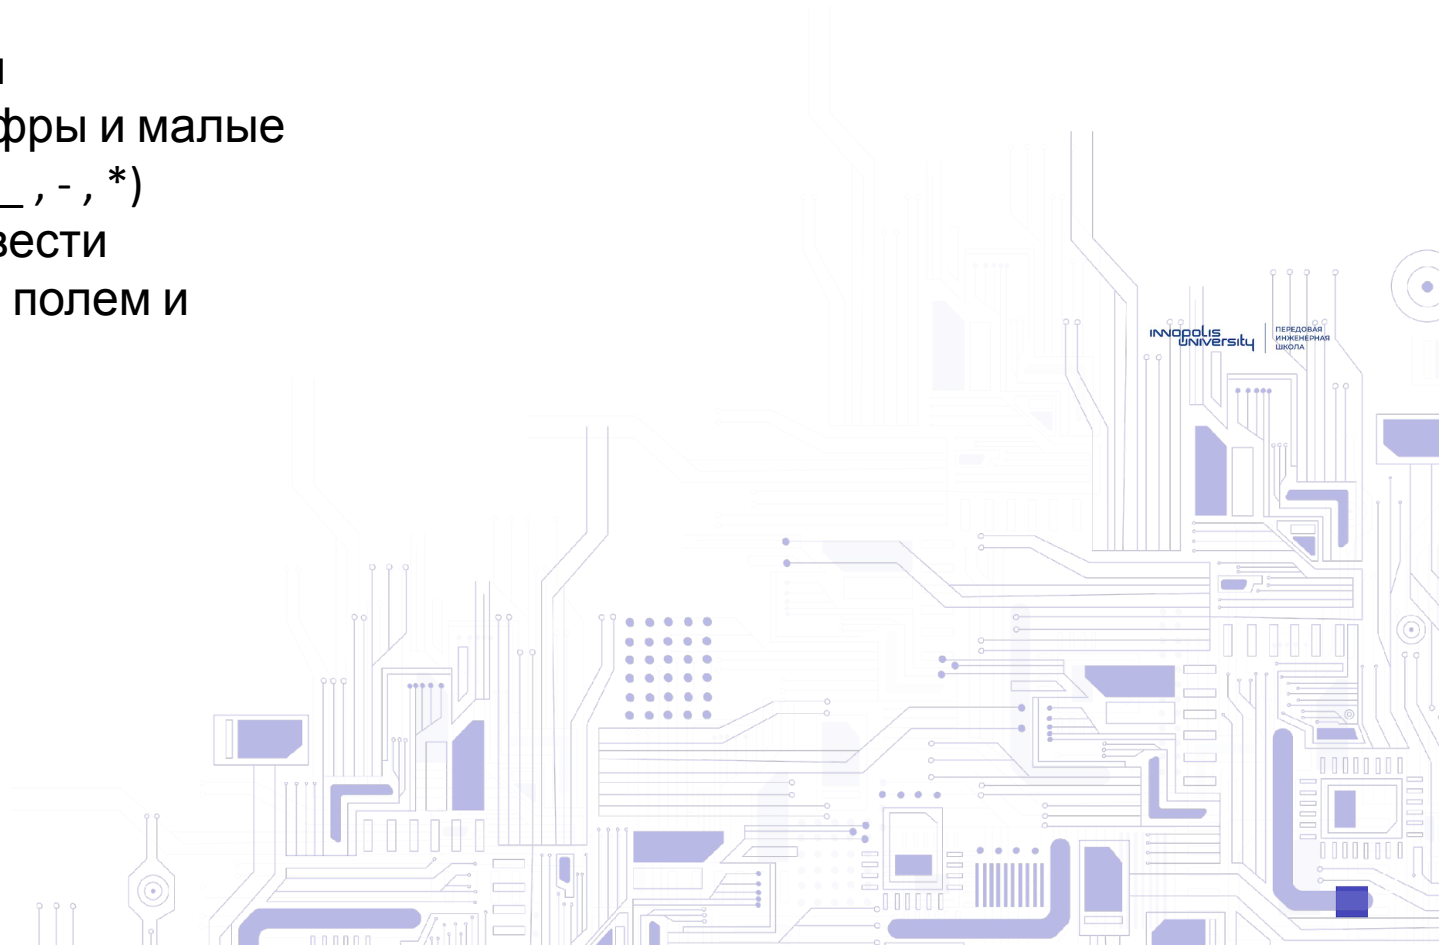 фры и малые
_ , - , *)
вести
полем и
INNOPOLIS
UNIVERSITY
ПЕРЕДОВАЯ
ИНЖЕНЕРНАЯ
ШКОЛА